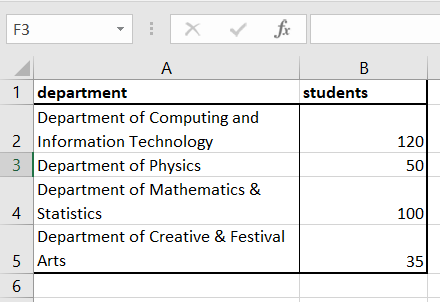 F3
fx
A B
1 department students
Department of Computing and
2 Information Technology 120
3 Department of Physics 50
Department of Mathematics &
4 Statistics 100
Department of Creative & Festival
5 Arts 35
6